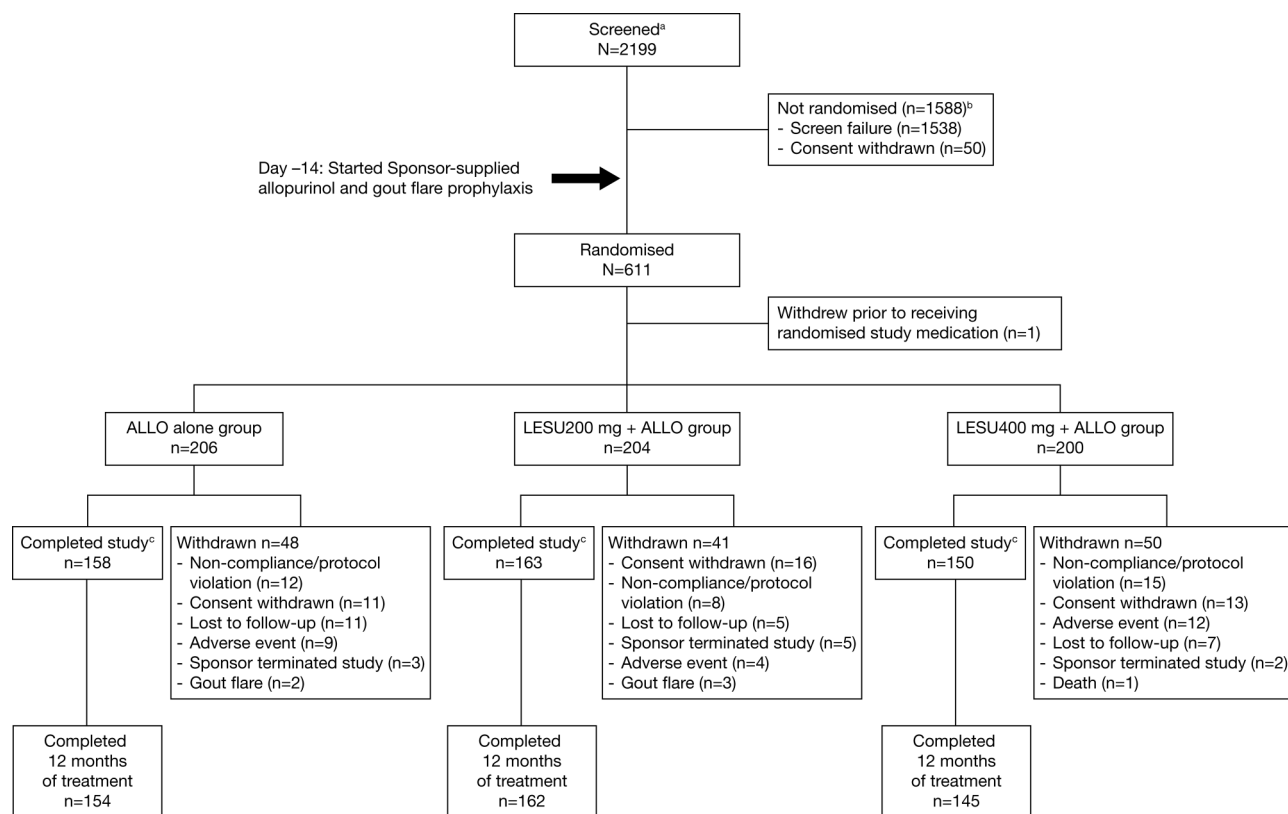 Screenedᵃ
N=2199
Not randomised (n=1588)ᵇ
- Screen failure (n=1538)
- Consent withdrawn (n=50)
Day –14: Started Sponsor-supplied
allopurinol and gout flare prophylaxis
Randomised
N=611
Withdrew prior to receiving
randomised study medication (n=1)
ALLO alone group
n=206
LESU200 mg + ALLO group
n=204
LESU400 mg + ALLO group
n=200
Completed studyᶜ
n=158
Withdrawn n=48
- Non-compliance/protocol
violation (n=12)
- Consent withdrawn (n=11)
- Lost to follow-up (n=11)
- Adverse event (n=9)
- Sponsor terminated study (n=3)
- Gout flare (n=2)
Completed studyᶜ
n=163
Withdrawn n=41
- Consent withdrawn (n=16)
- Non-compliance/protocol
violation (n=8)
- Lost to follow-up (n=5)
- Sponsor terminated study (n=5)
- Adverse event (n=4)
- Gout flare (n=3)
Completed studyᶜ
n=150
Withdrawn n=50
- Non-compliance/protocol
violation (n=15)
- Consent withdrawn (n=13)
- Adverse event (n=12)
- Lost to follow-up (n=7)
- Sponsor terminated study (n=2)
- Death (n=1)
Completed
12 months
of treatment
n=154
Completed
12 months
of treatment
n=162
Completed
12 months
of treatment
n=145